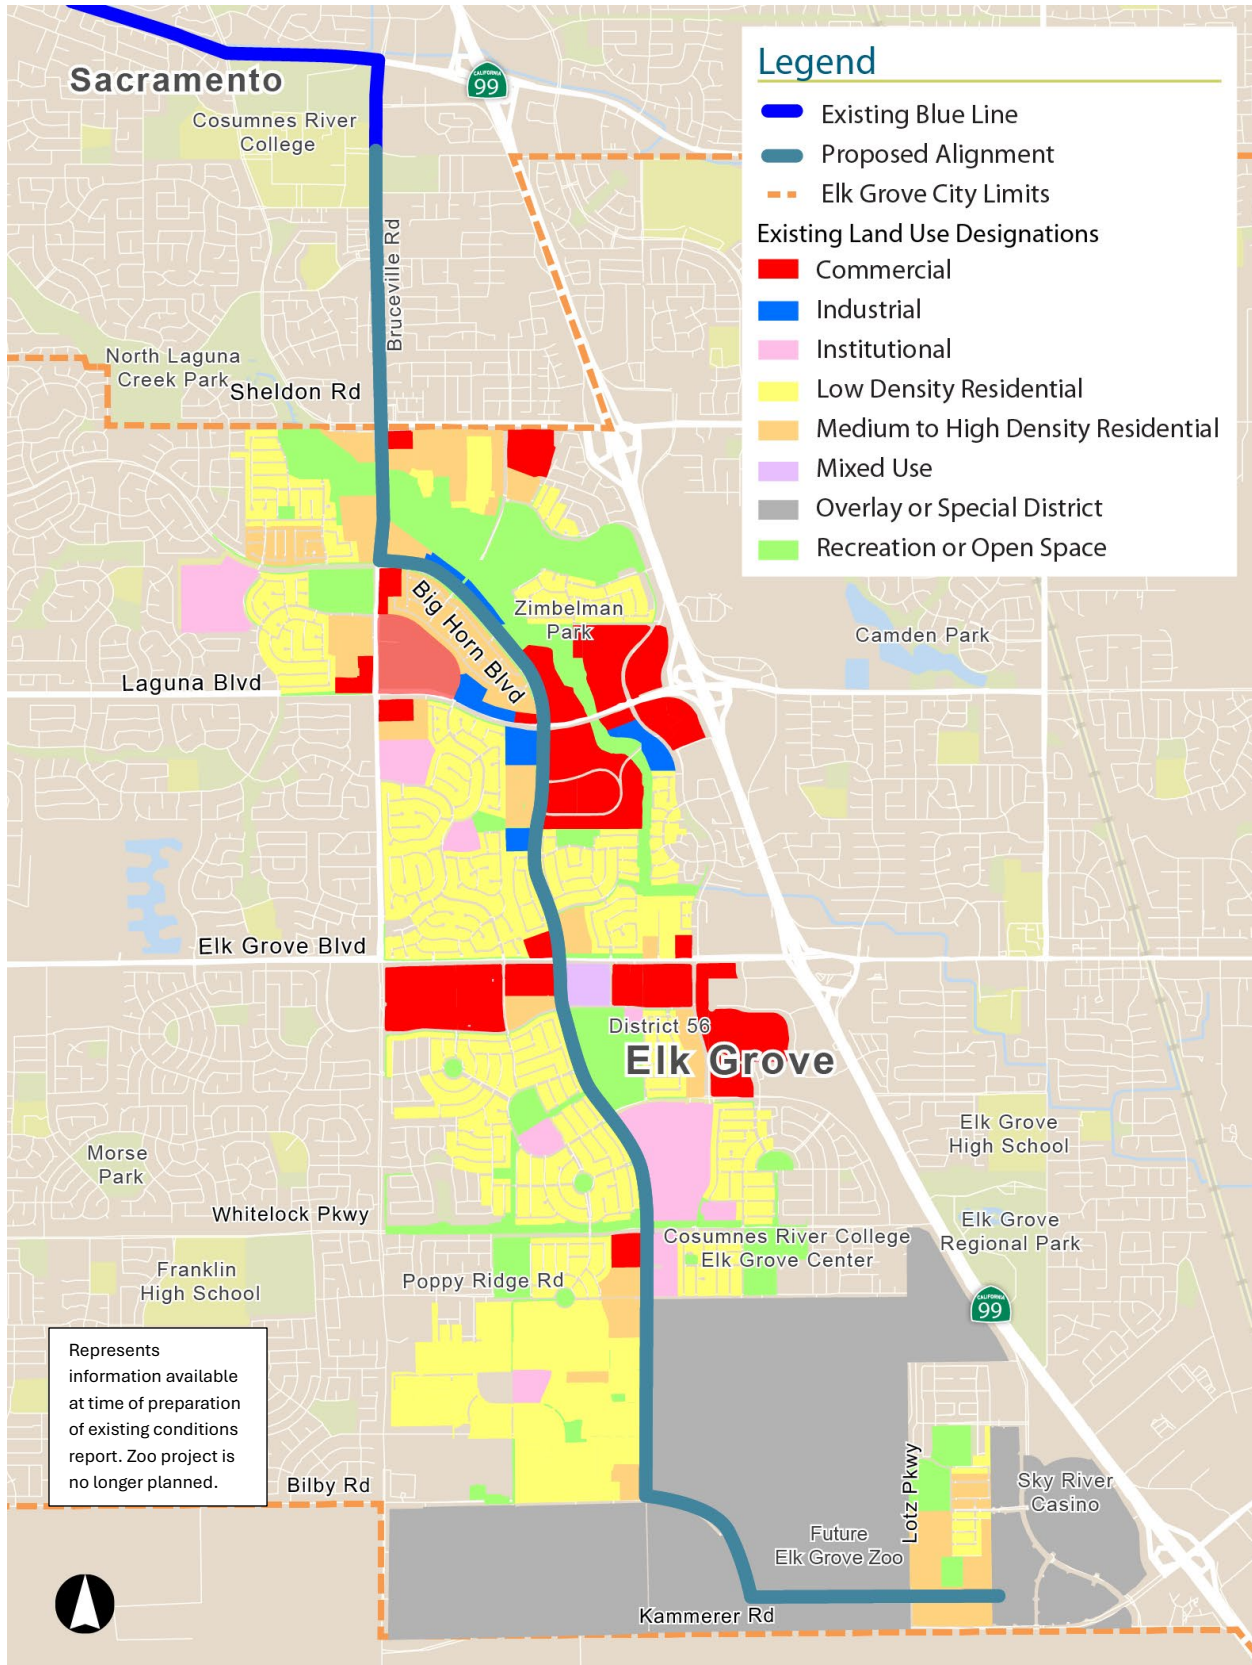 Sacramento
Cosumnes River
College
CALIFORNIA
99
Legend
Existing Blue Line
Proposed Alignment
Elk Grove City Limits
Existing Land Use Designations
Commercial
Industrial
Institutional
Low Density Residential
Medium to High Density Residential
Mixed Use
Overlay or Special District
Recreation or Open Space
Bruceville Rd
North Laguna
Creek Park
Sheldon Rd
Big Horn Blvd
Zimbelman
Park
Camden Park
Laguna Blvd
Elk Grove Blvd
District 56
Elk Grove
Elk Grove
High School
Morse
Park
Whitelock Pkwy
Elk Grove
Regional Park
Cosumnes River College
Elk Grove Center
Franklin
High School
Poppy Ridge Rd
CALIFORNIA
99
Represents
information available
at time of preparation
of existing conditions
report. Zoo project is
no longer planned.
Bilby Rd
Lotz Pkwy
Sky River
Casino
Future
Elk Grove Zoo
Kammerer Rd